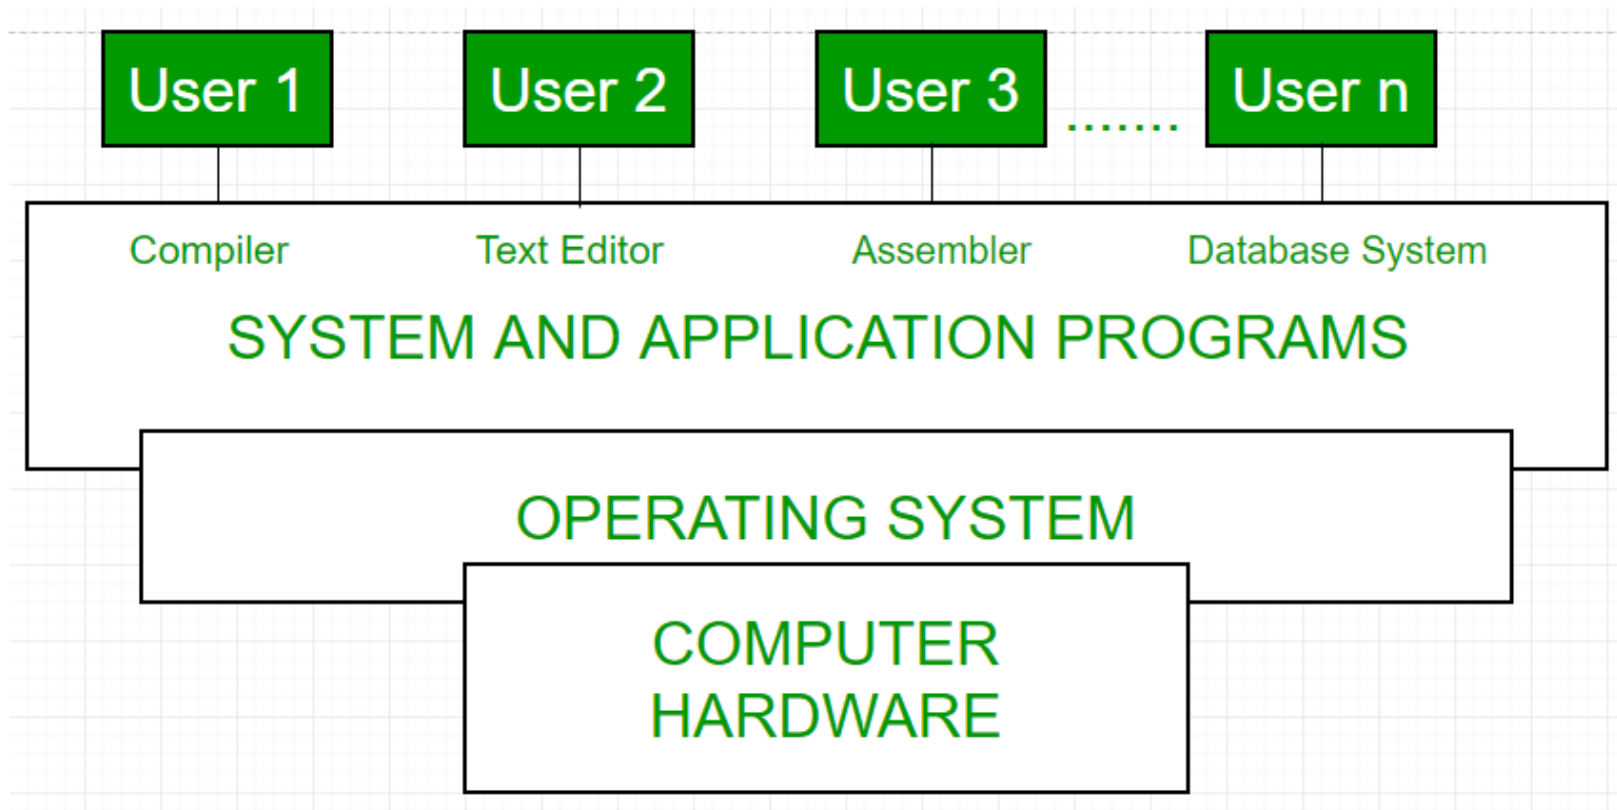 User 1 User 2 User 3 ....... User n
Compiler Text Editor Assembler Database System
SYSTEM AND APPLICATION PROGRAMS
OPERATING SYSTEM
COMPUTER
HARDWARE